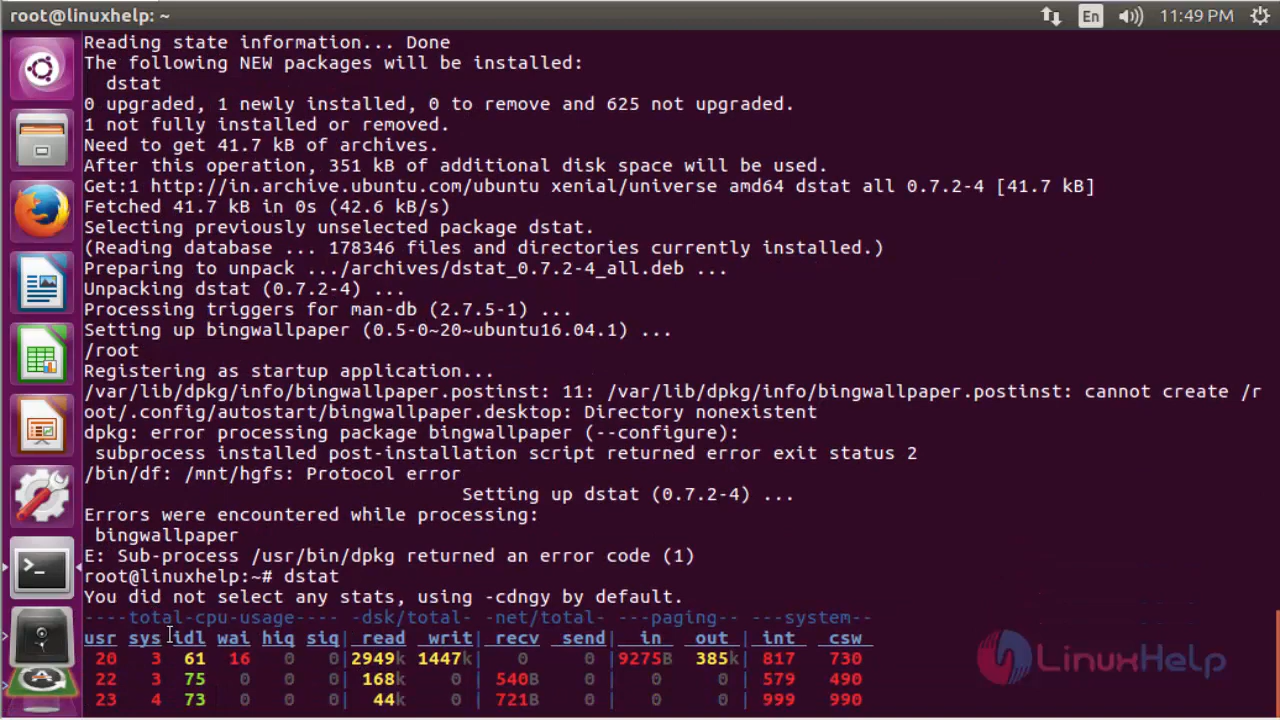 root@linuxhelp: ~
En
11:49 PM
Reading state information... Done
The following NEW packages will be installed:
dstat
0 upgraded, 1 newly installed, 0 to remove and 625 not upgraded.
1 not fully installed or removed.
Need to get 41.7 kB of archives.
After this operation, 351 kB of additional disk space will be used.
Get:1 http://in.archive.ubuntu.com/ubuntu xenial/universe amd64 dstat all 0.7.2-4 [41.7 kB]
Fetched 41.7 kB in 0s (42.6 kB/s)
Selecting previously unselected package dstat.
(Reading database ... 178346 files and directories currently installed.)
Preparing to unpack .../archives/dstat_0.7.2-4_all.deb ...
Unpacking dstat (0.7.2-4) ...
Processing triggers for man-db (2.7.5-1) ...
Setting up bingwallpaper (0.5-0~20~ubuntu16.04.1) ...
/root
Registering as startup application...
/var/lib/dpkg/info/bingwallpaper.postinst: 11: /var/lib/dpkg/info/bingwallpaper.postinst: cannot create /r
oot/.config/autostart/bingwallpaper.desktop: Directory nonexistent
dpkg: error processing package bingwallpaper (--configure):
subprocess installed post-installation script returned error exit status 2
/bin/df: /mnt/hgfs: Protocol error
Setting up dstat (0.7.2-4) ...
Errors were encountered while processing:
bingwallpaper
E: Sub-process /usr/bin/dpkg returned an error code (1)
root@linuxhelp:~# dstat
You did not select any stats, using -cdngy by default.
----total-cpu-usage---- -dsk/total- -net/total- ---paging-- ---system--
usr sys idl wai hiq siq| read writ| recv send| in out | int csw
20 3 61 16 0 0|2949k 1447k| 0 0 |9275B 385k| 817 730
22 3 75 0 0 0| 168k 0 | 540B 0 | 0 0 | 579 490
23 4 73 0 0 0| 44k 0 | 721B 0 | 0 0 | 999 990
LinuxHelp